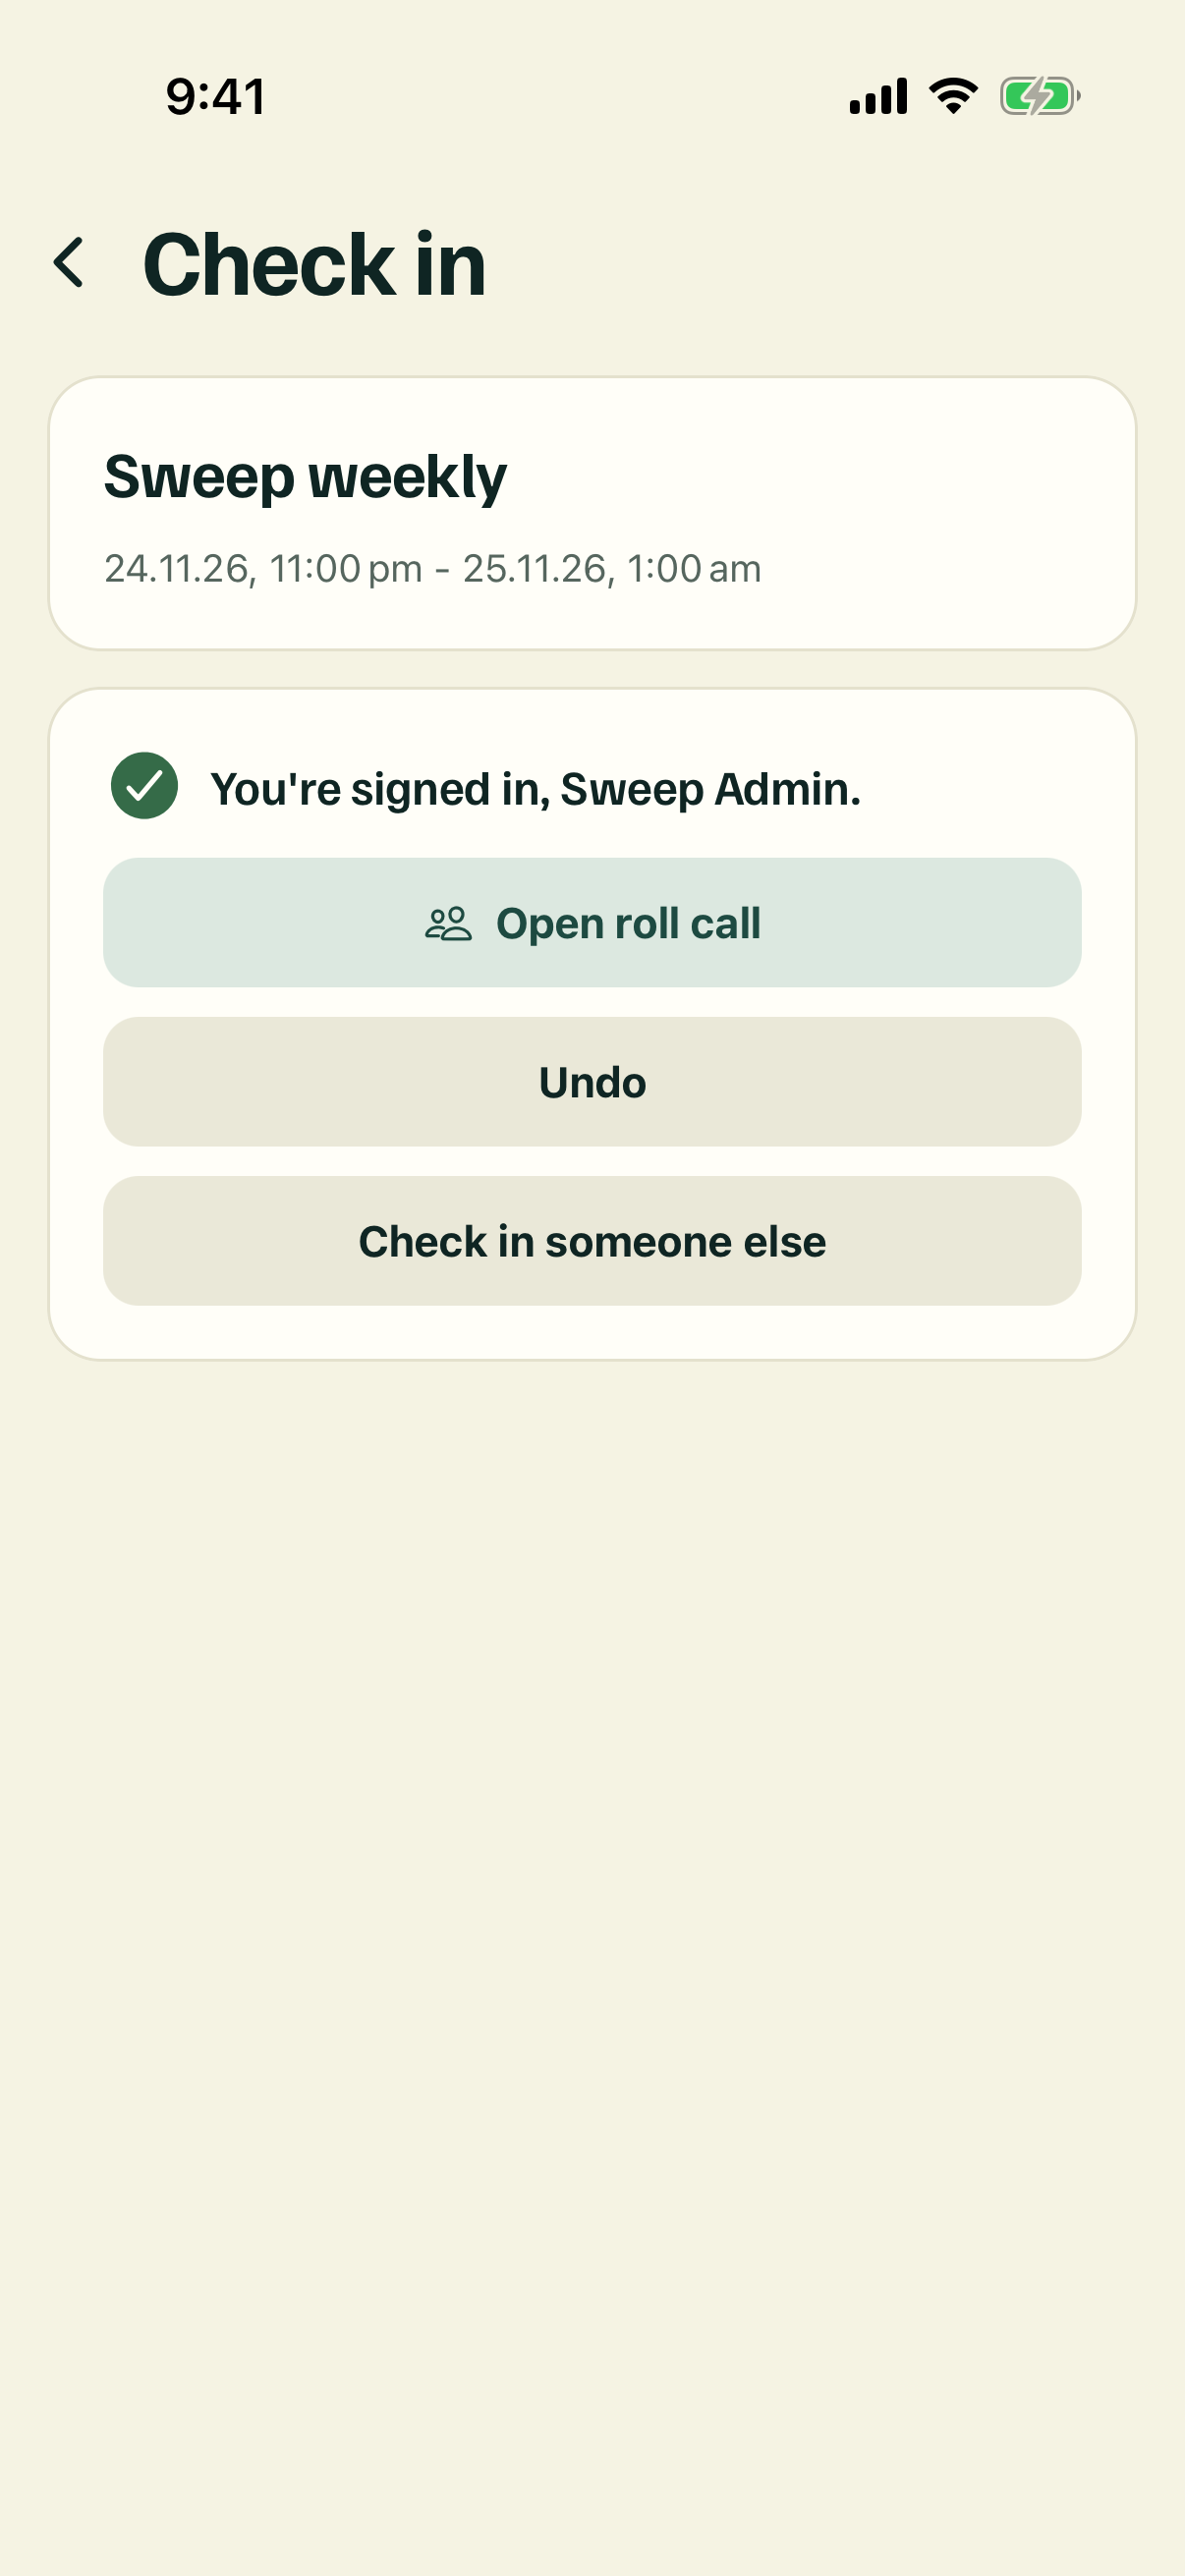 9:41
Check in
Sweep weekly
24.11.26, 11:00 pm - 25.11.26, 1:00 am
You're signed in, Sweep Admin.
Open roll call
Undo
Check in someone else